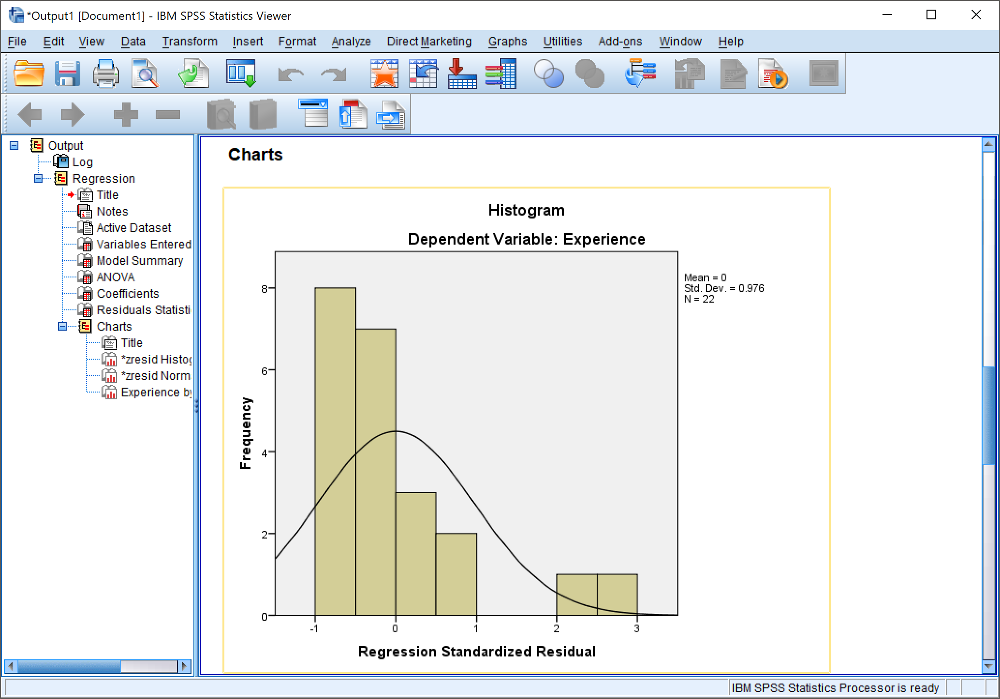 *Output1 [Document1] - IBM SPSS Statistics Viewer
File Edit View Data Transform Insert Format Analyze Direct Marketing Graphs Utilities Add-ons Window Help
Output
Log
Regression
Title
Notes
Active Dataset
Variables Entered
Model Summary
ANOVA
Coefficients
Residuals Statisti
Charts
Title
*zresid Histog
*zresid Norm
Experience by
Charts
Histogram
Dependent Variable: Experience
Mean = 0
Std. Dev. = 0.976
N = 22
Frequency
8
6
4
2
0
-1 0 1 2 3
Regression Standardized Residual
IBM SPSS Statistics Processor is ready